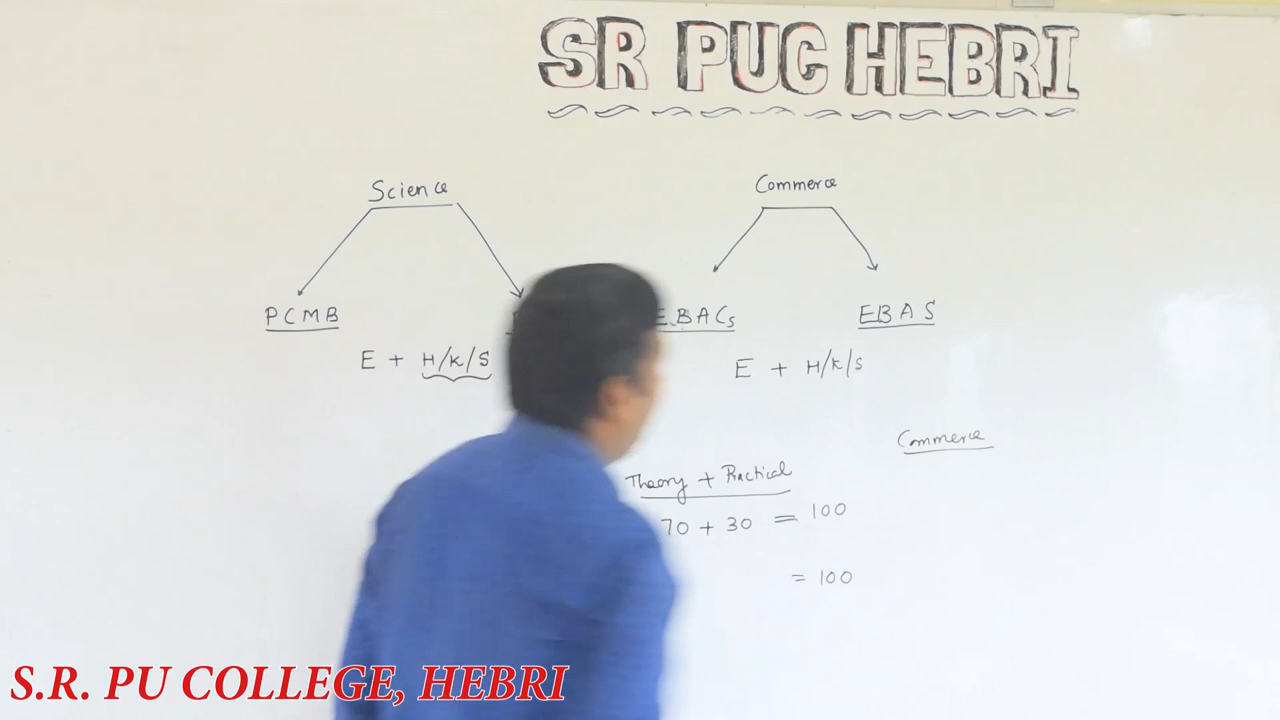 SR PUC HEBRI
Science
Commerce
PCMB
EBACs
EBAS
E + H/K/S
E + H/K/S
Commerce
Theory + Practical
70 + 30 = 100
= 100
S.R. PU COLLEGE, HEBRI